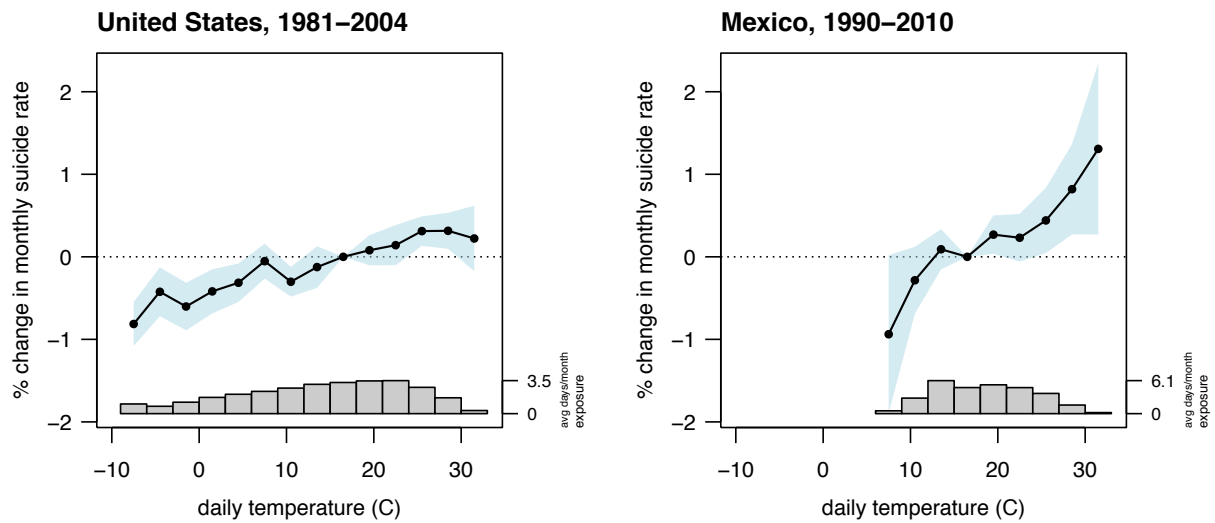 United States, 1981–2004
% change in monthly suicide rate
2
1
0
−1
−2
3.5
0
avg days/month
exposure
−10
0
10
20
30
daily temperature (C)
Mexico, 1990–2010
% change in monthly suicide rate
2
1
0
−1
−2
6.1
0
avg days/month
exposure
−10
0
10
20
30
daily temperature (C)